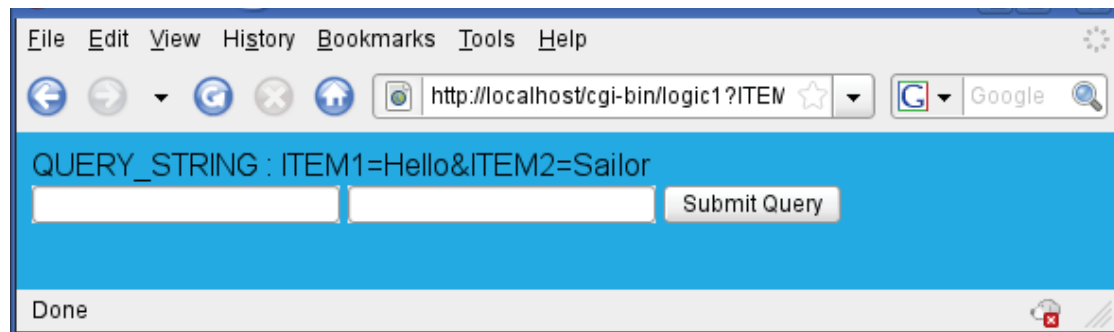 File Edit View History Bookmarks Tools Help
http://localhost/cgi-bin/logic1?ITEM G Google
QUERY_STRING : ITEM1=Hello&ITEM2=Sailor
Submit Query
Done